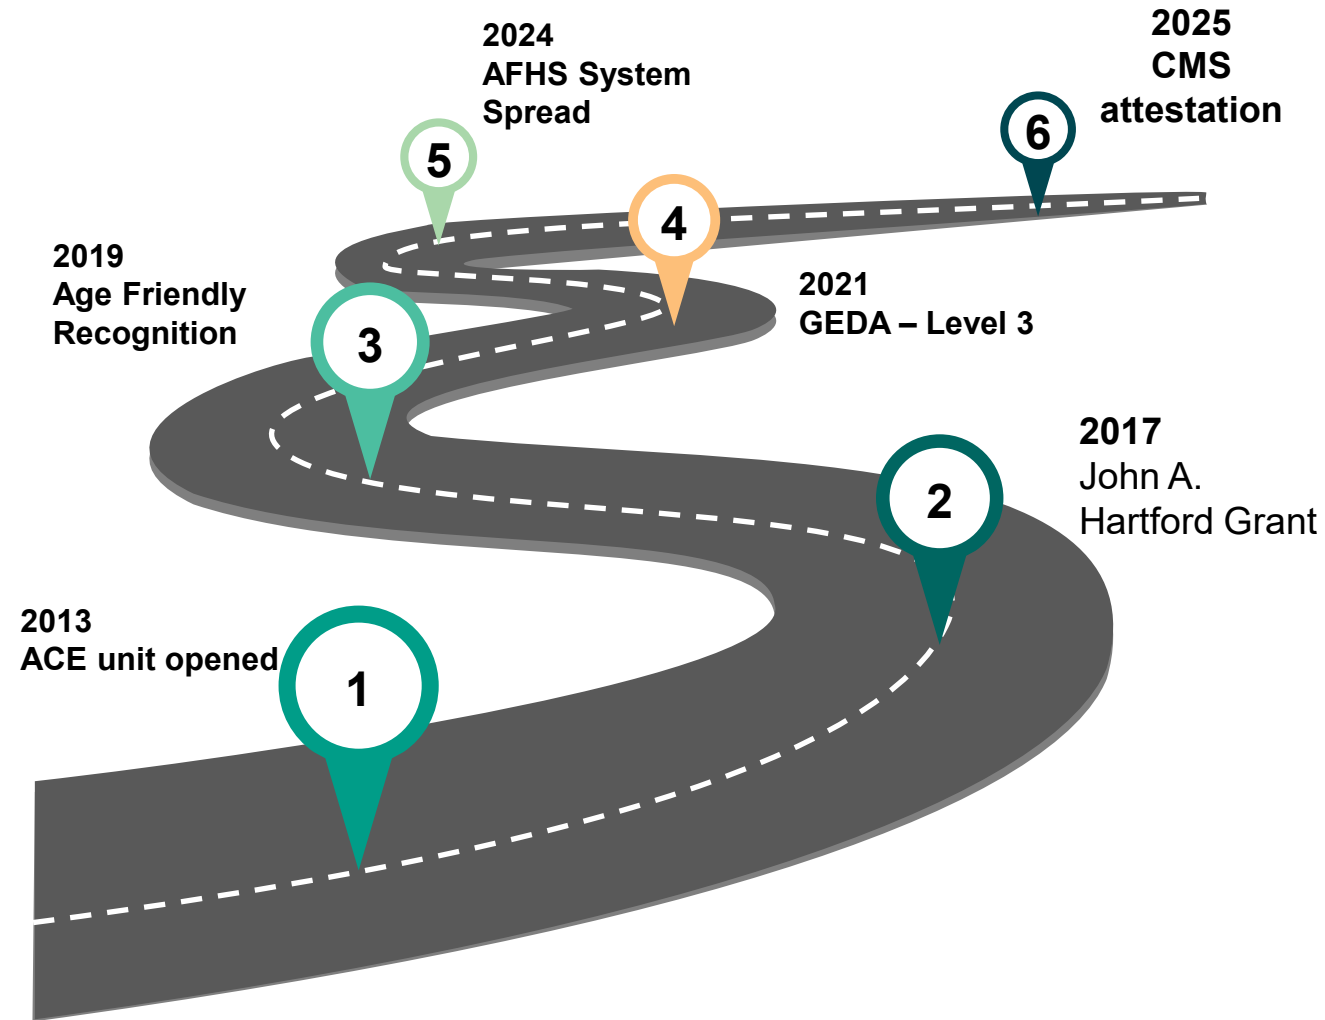 2025
CMS
attestation
2024
AFHS System
Spread
6
5
4
2019
Age Friendly
Recognition
2021
GEDA – Level 3
3
2017
John A.
Hartford Grant
2
2013
ACE unit opened
1